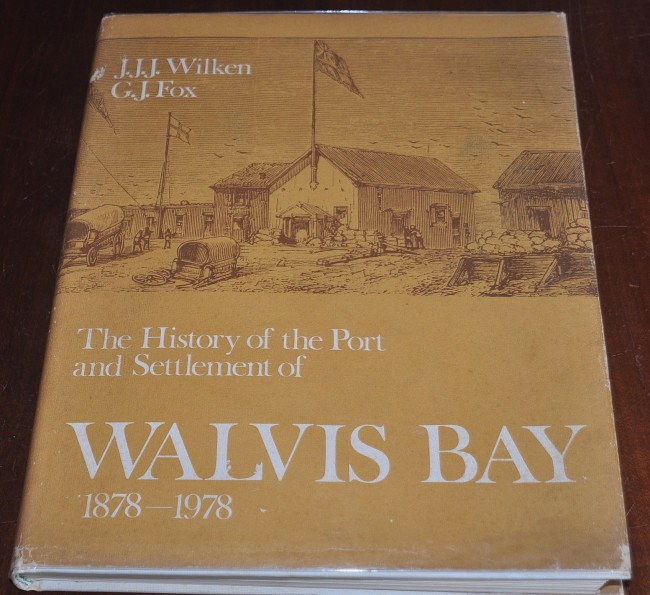 J.J.J. Wilken
G.J. Fox
The History of the Port
and Settlement of
WALVIS BAY
1878—1978